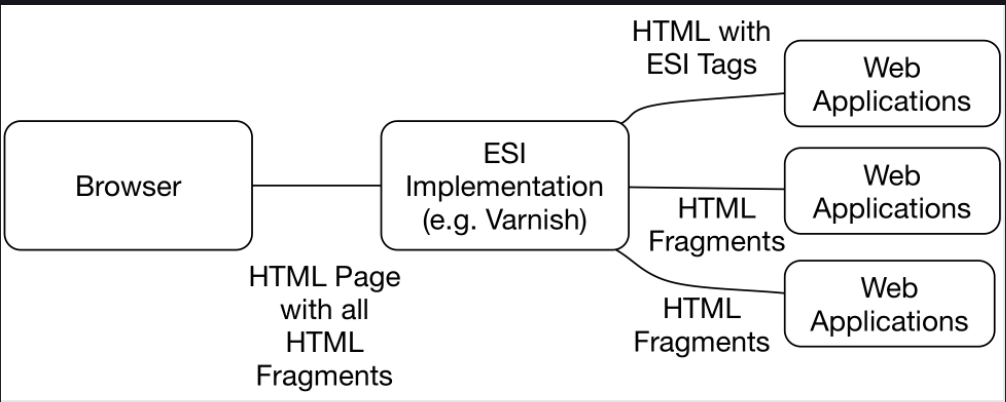 HTML with
ESI Tags
Web
Applications
Browser
ESI
Implementation
(e.g. Varnish)
Web
Applications
HTML
Fragments
HTML Page
with all
HTML
Fragments
Web
Applications
HTML
Fragments